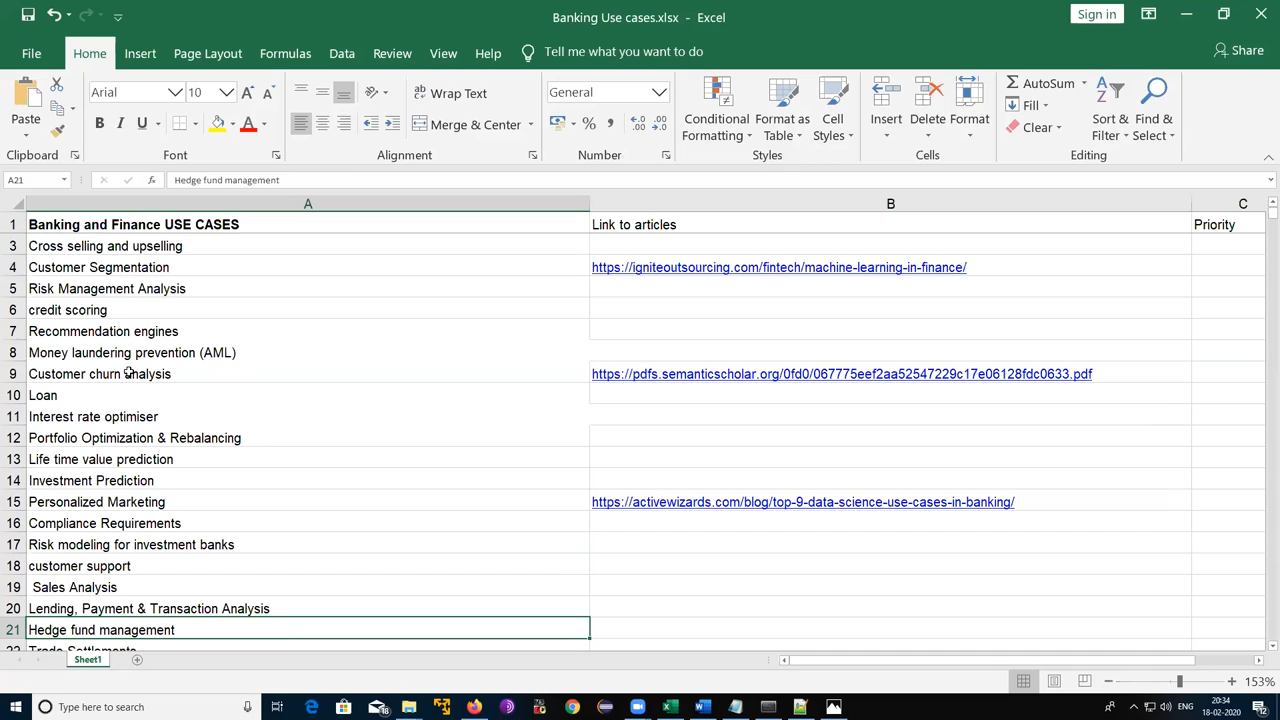 Banking Use cases.xlsx - Excel
Sign in
File Home Insert Page Layout Formulas Data Review View Help Tell me what you want to do Share
Paste
Clipboard
Arial 10
B I U
Font
Wrap Text
Merge & Center
Alignment
General
Number
Conditional Formatting
Format as Table
Cell Styles
Styles
Insert
Delete
Format
Cells
AutoSum
Fill
Clear
Sort & Filter
Find & Select
Editing
A21 fx Hedge fund management
A B C
1 Banking and Finance USE CASES Link to articles Priority
3 Cross selling and upselling
4 Customer Segmentation https://igniteoutsourcing.com/fintech/machine-learning-in-finance/
5 Risk Management Analysis
6 credit scoring
7 Recommendation engines
8 Money laundering prevention (AML)
9 Customer churn analysis https://pdfs.semanticscholar.org/0fd0/067775eef2aa52547229c17e06128fdc0633.pdf
10 Loan
11 Interest rate optimiser
12 Portfolio Optimization & Rebalancing
13 Life time value prediction
14 Investment Prediction
15 Personalized Marketing https://activewizards.com/blog/top-9-data-science-use-cases-in-banking/
16 Compliance Requirements
17 Risk modeling for investment banks
18 customer support
19 Sales Analysis
20 Lending, Payment & Transaction Analysis
21 Hedge fund management
22 Trade Settlements
Sheet1
153%
Type here to search
18
ENG
20:34
18-02-2020
12